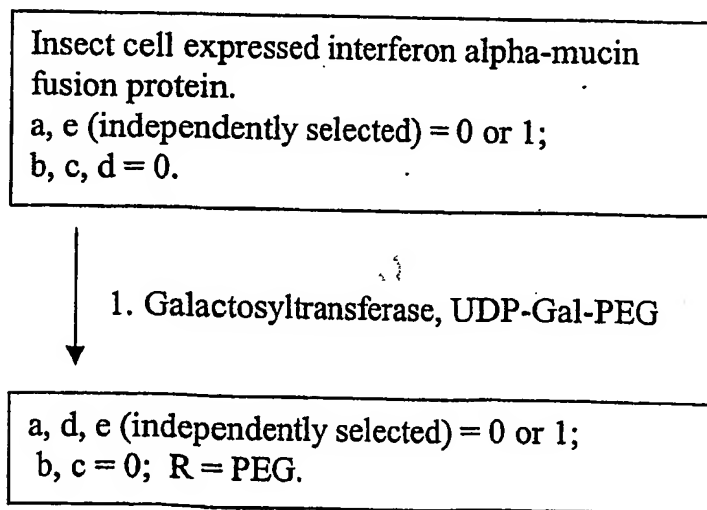 Insect cell expressed interferon alpha-mucin
fusion protein.
a, e (independently selected) = 0 or 1;
b, c, d = 0.
1. Galactosyltransferase, UDP-Gal-PEG
a, d, e (independently selected) = 0 or 1;
b, c = 0; R = PEG.